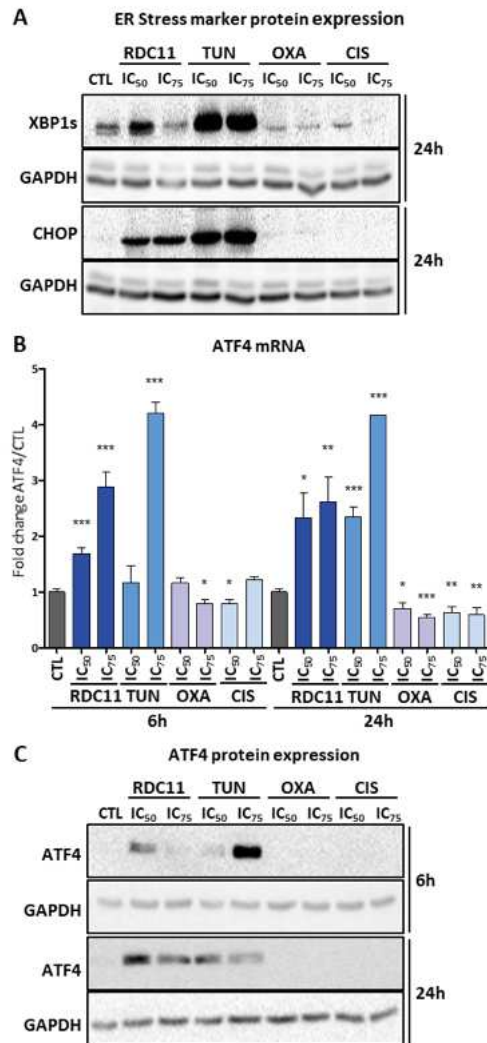 A ER Stress marker protein expression
RDC11 TUN OXA CIS
CTL IC50 IC75 IC50 IC75 IC50 IC75 IC50 IC75
XBP1s
GAPDH
24h
CHOP
GAPDH
24h
B ATF4 mRNA
Fold change ATF4/CTL
5
4
3
2
1
0
*** *** *** * * * ** *** *** * *** ** **
CTL IC50 IC75 IC50 IC75 IC50 IC75 IC50 IC75 CTL IC50 IC75 IC50 IC75 IC50 IC75 IC50 IC75
RDC11 TUN OXA CIS RDC11 TUN OXA CIS
6h 24h
C ATF4 protein expression
RDC11 TUN OXA CIS
CTL IC50 IC75 IC50 IC75 IC50 IC75 IC50 IC75
ATF4
GAPDH
6h
ATF4
GAPDH
24h